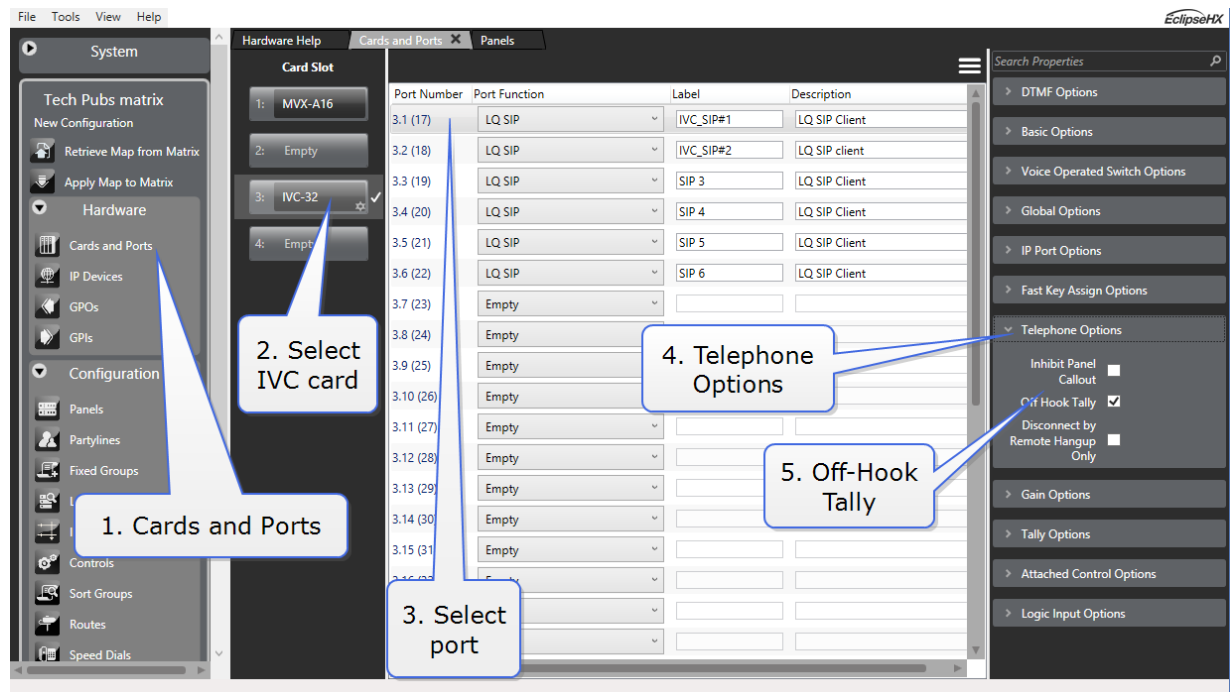 File Tools View Help
EclipseHX
System
Tech Pubs matrix
New Configuration
Retrieve Map from Matrix
Apply Map to Matrix
Hardware
Cards and Ports
IP Devices
GPOs
GPIs
Configuration
Panels
Partylines
Fixed Groups
Controls
Sort Groups
Routes
Speed Dials
Hardware Help Cards and Ports Panels
Card Slot
1: MVX-A16
2: Empty
3: IVC-32
4: Empty
Port Number Port Function Label Description
3.1 (17) LQ SIP IVC_SIP#1 LQ SIP Client
3.2 (18) LQ SIP IVC_SIP#2 LQ SIP client
3.3 (19) LQ SIP SIP 3 LQ SIP Client
3.4 (20) LQ SIP SIP 4 LQ SIP Client
3.5 (21) LQ SIP SIP 5 LQ SIP Client
3.6 (22) LQ SIP SIP 6 LQ SIP Client
3.7 (23) Empty
3.8 (24) Empty
3.9 (25) Empty
3.10 (26) Empty
3.11 (27) Empty
3.12 (28) Empty
3.13 (29) Empty
3.14 (30) Empty
3.15 (31 Empty
Search Properties
DTMF Options
Basic Options
Voice Operated Switch Options
Global Options
IP Port Options
Fast Key Assign Options
Telephone Options
Inhibit Panel
Callout
Off Hook Tally
Disconnect by
Remote Hangup
Only
Gain Options
Tally Options
Attached Control Options
Logic Input Options
1. Cards and Ports
2. Select
IVC card
3. Select
port
4. Telephone
Options
5. Off-Hook
Tally